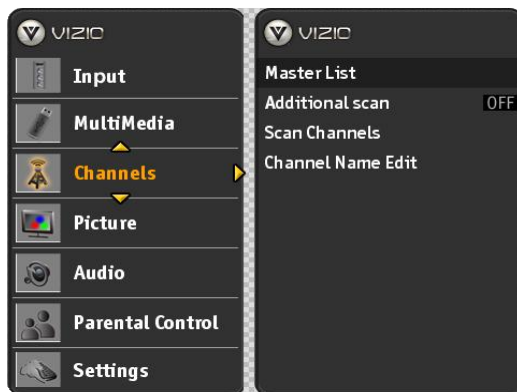 VIZIO
Input
MultiMedia
Channels
Picture
Audio
Parental Control
Settings
VIZIO
Master List
Additional scan OFF
Scan Channels
Channel Name Edit